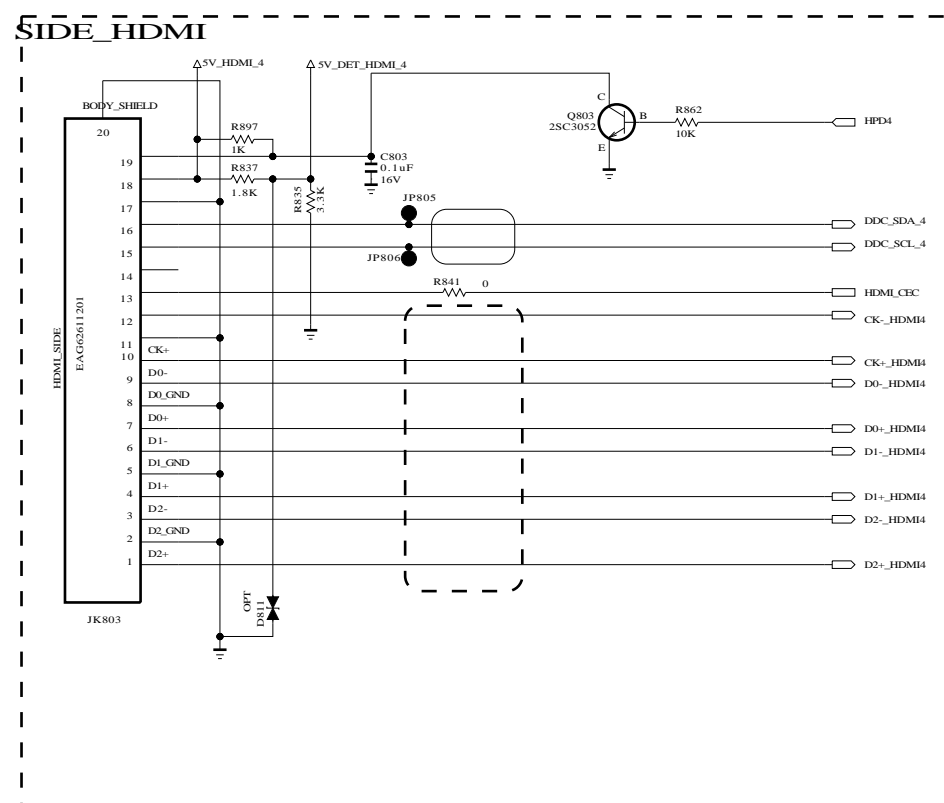 SIDE_HDMI
5V_HDMI_4
5V_DET_HDMI_4
BODY_SHIELD
20
C
Q803
2SC3052
B
E
R862
10K
HPD4
R897
1K
19
C803
0.1uF
16V
R837
1.8K
18
R835
3.3K
17
JP805
16
DDC_SDA_4
15
DDC_SCL_4
JP806
14
R841
0
13
HDMI_CEC
12
CK-_HDMI4
11
HDMI_SIDE
EAG62611201
10
CK+
CK+_HDMI4
9
D0-
D0-_HDMI4
8
D0_GND
7
D0+
D0+_HDMI4
6
D1-
D1-_HDMI4
5
D1_GND
4
D1+
D1+_HDMI4
3
D2-
D2-_HDMI4
2
D2_GND
1
D2+
D2+_HDMI4
OPT
D811
JK803